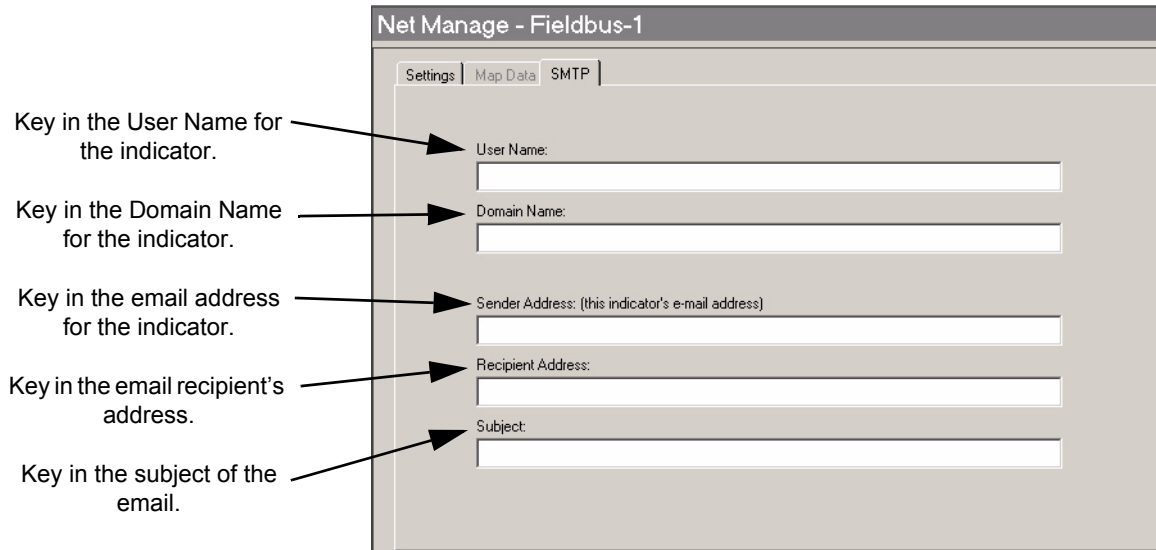 Net Manage - Fieldbus-1
Settings
Map Data
SMTP
Key in the User Name for
the indicator.
User Name:
Key in the Domain Name
for the indicator.
Domain Name:
Key in the email address
for the indicator.
Sender Address: (this indicator's e-mail address)
Key in the email recipient’s
address.
Recipient Address:
Key in the subject of the
email.
Subject: